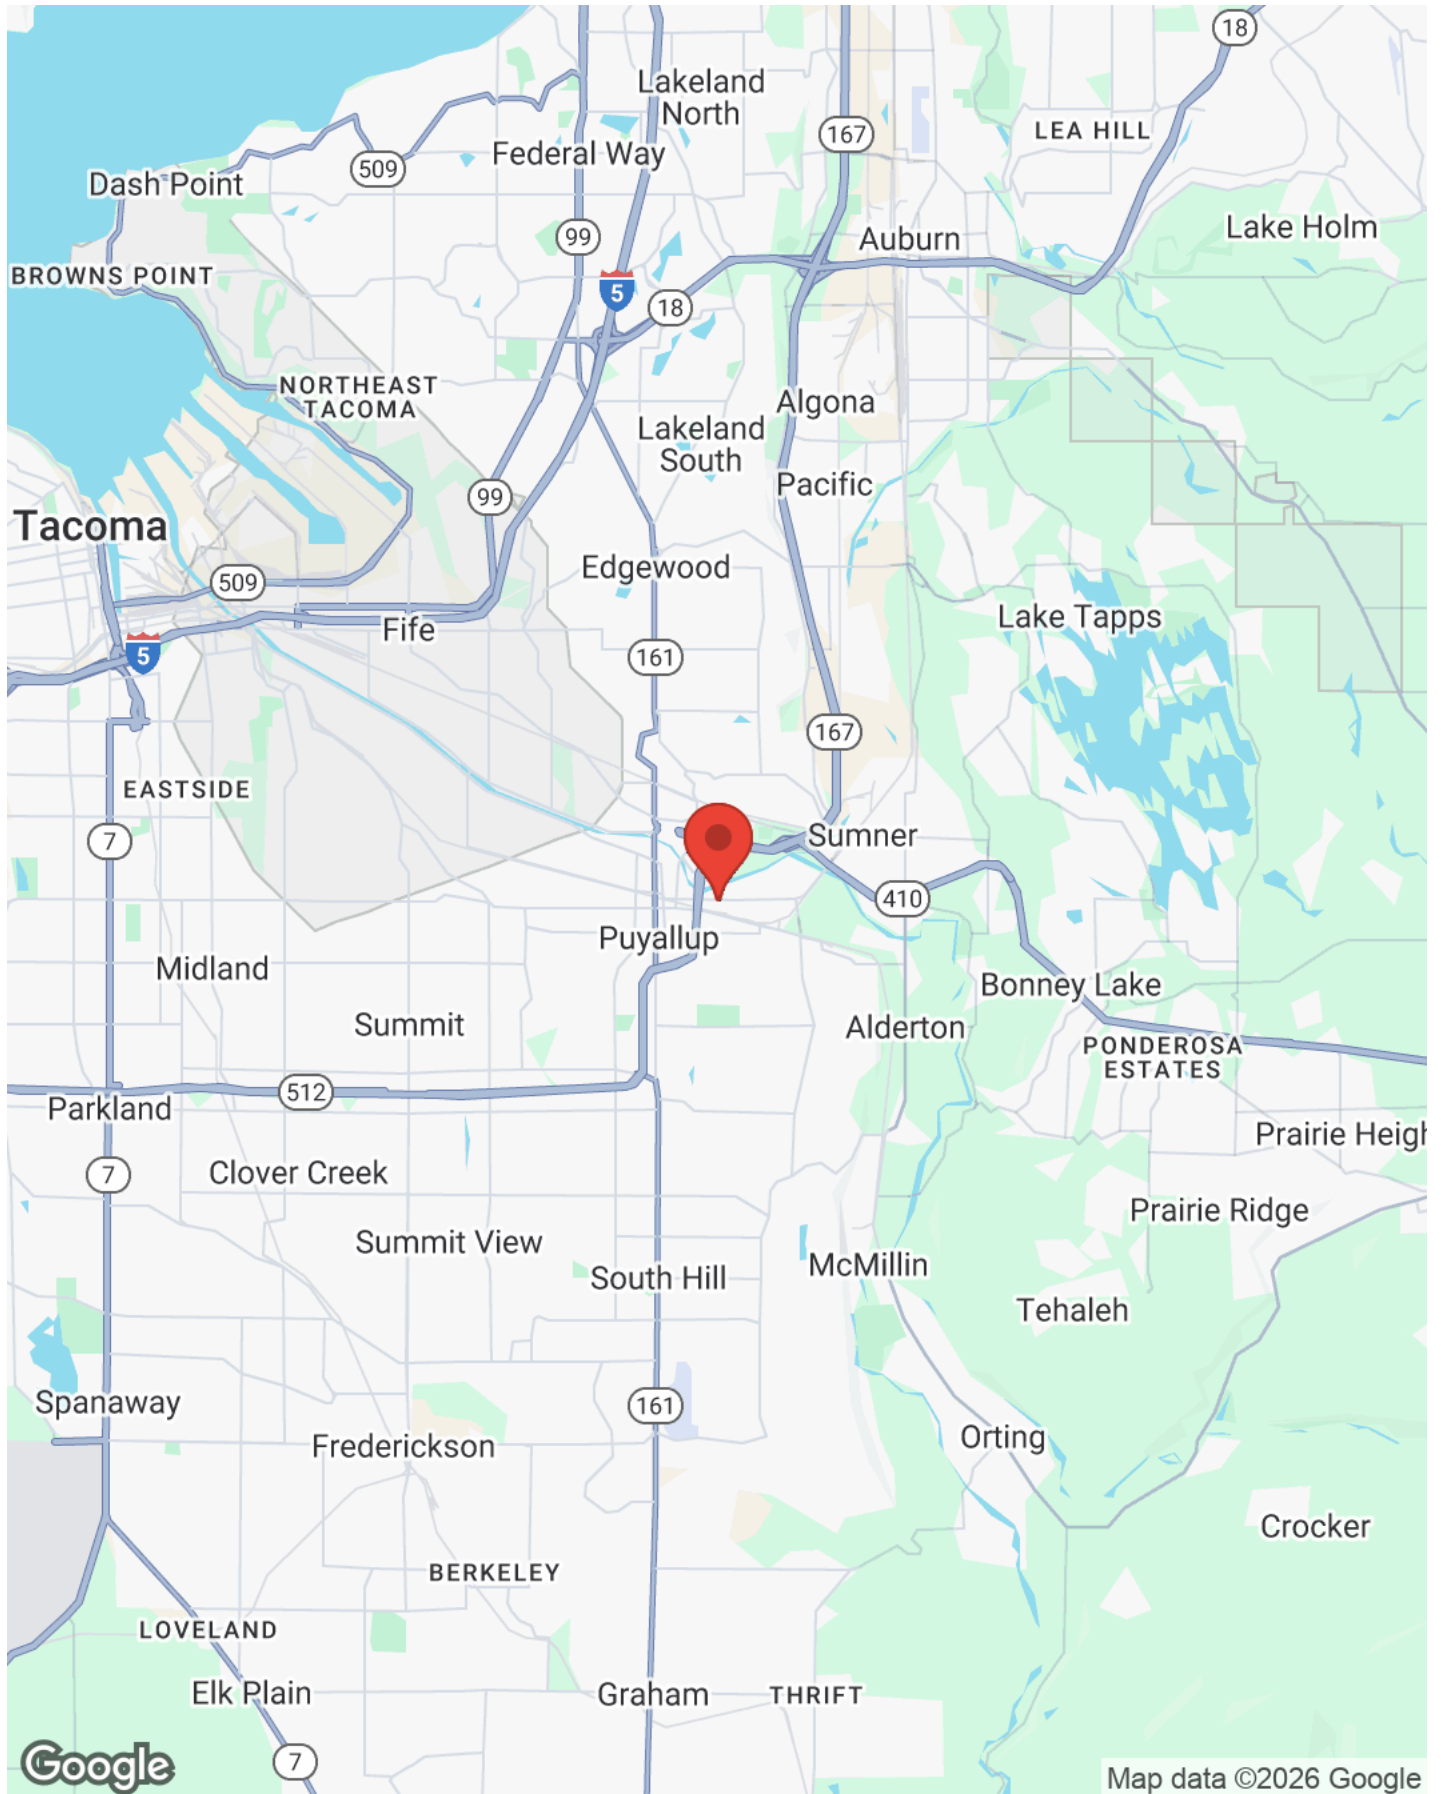 18
Lakeland
North
167
LEA HILL
Federal Way
509
Dash Point
Lake Holm
99
Auburn
BROWNS POINT
5
18
NORTHEAST
TACOMA
Algona
Lakeland
South
Pacific
99
Tacoma
Edgewood
509
Lake Tapps
Fife
5
161
167
EASTSIDE
7
Sumner
410
Puyallup
Midland
Bonney Lake
Summit
Alderton
PONDEROSA
ESTATES
512
Parkland
Prairie Heigh
7
Clover Creek
Prairie Ridge
Summit View
McMillin
South Hill
Tehaleh
Spanaway
161
Orting
Frederickson
Crocker
BERKELEY
LOVELAND
Elk Plain
Graham
THRIFT
7
Google
Map data ©2026 Google